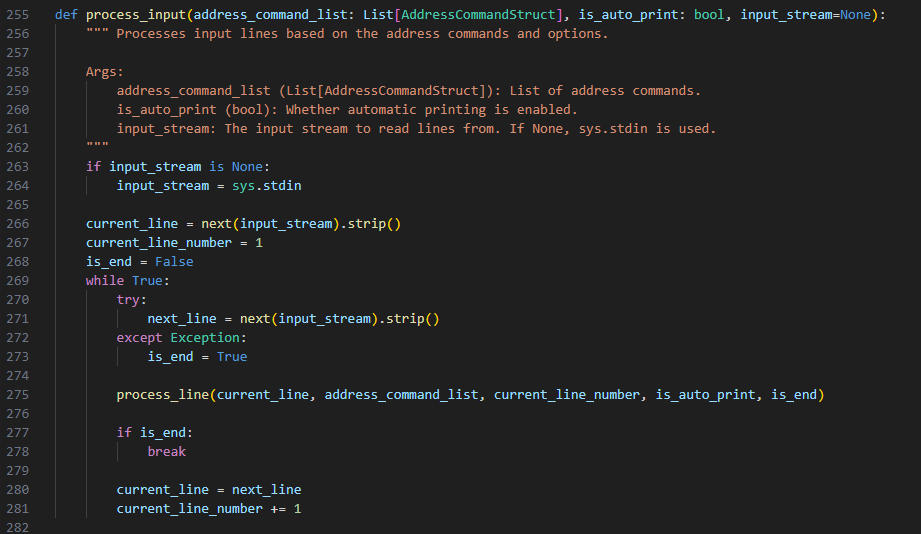 255 def process_input(address_command_list: List[AddressCommandStruct], is_auto_print: bool, input_stream=None):
256     """ Processes input lines based on the address commands and options.
257
258     Args:
259         address_command_list (List[AddressCommandStruct]): List of address commands.
260         is_auto_print (bool): Whether automatic printing is enabled.
261         input_stream: The input stream to read lines from. If None, sys.stdin is used.
262     """
263     if input_stream is None:
264         input_stream = sys.stdin
265
266     current_line = next(input_stream).strip()
267     current_line_number = 1
268     is_end = False
269     while True:
270         try:
271             next_line = next(input_stream).strip()
272         except Exception:
273             is_end = True
274
275         process_line(current_line, address_command_list, current_line_number, is_auto_print, is_end)
276
277         if is_end:
278             break
279
280         current_line = next_line
281         current_line_number += 1
282